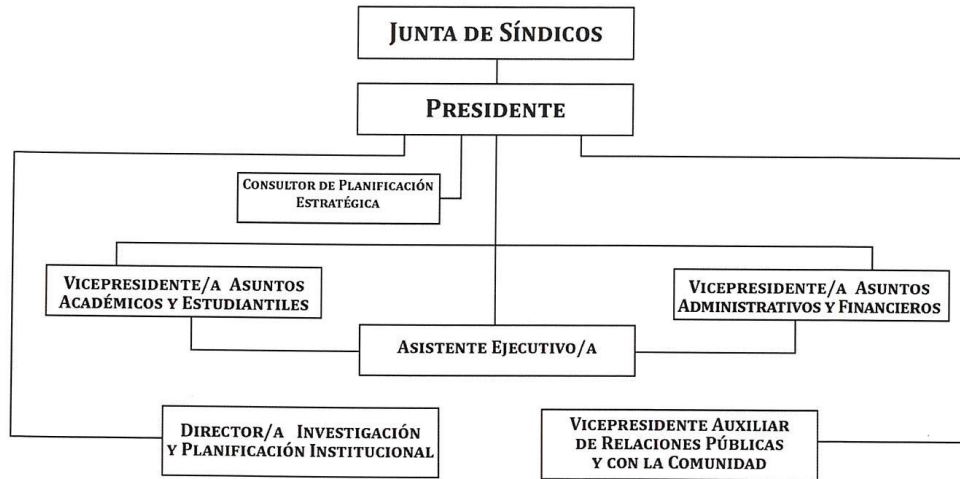 JUNTA DE SÍNDICOS
PRESIDENTE
CONSULTOR DE PLANIFICACIÓN
ESTRATÉGICA
VICEPRESIDENTE/A ASUNTOS
ACADÉMICOS Y ESTUDIANTILES
VICEPRESIDENTE/A ASUNTOS
ADMINISTRATIVOS Y FINANCIEROS
ASISTENTE EJECUTIVO/A
DIRECTOR/A INVESTIGACIÓN
Y PLANIFICACIÓN INSTITUCIONAL
VICEPRESIDENTE AUXILIAR
DE RELACIONES PÚBLICAS
Y CON LA COMUNIDAD